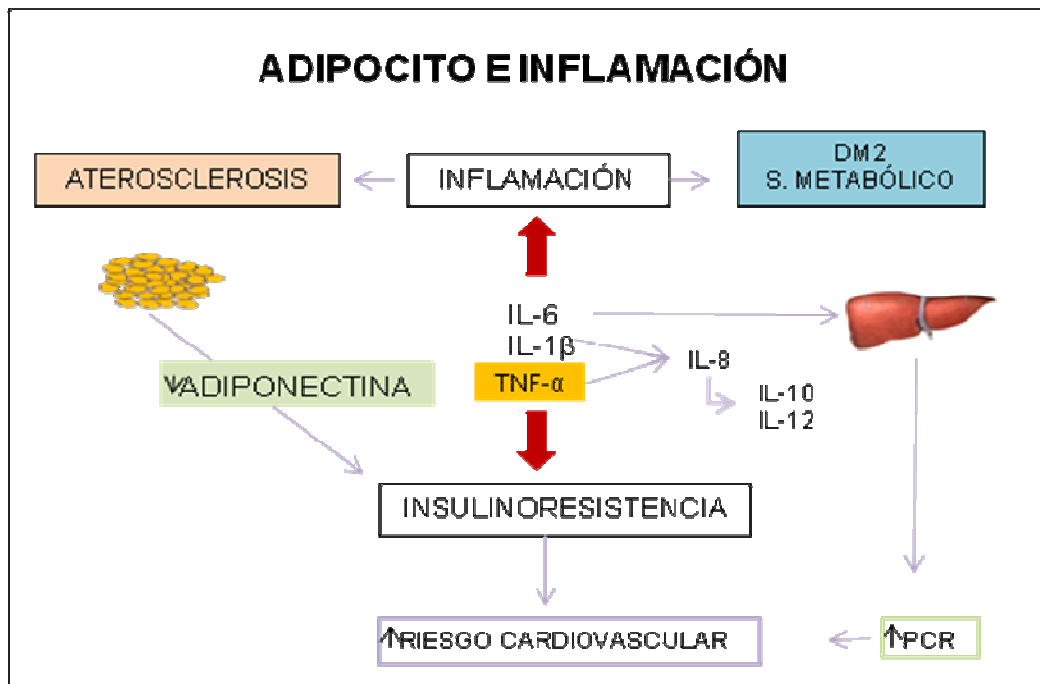 ADIPOCITO E INFLAMACIÓN
ATEROSCLEROSIS
INFLAMACIÓN
DM2
S. METABÓLICO
IL-6
IL-1β
TNF-α
IL-8
IL-10
IL-12
↓ADIPONECTINA
INSULINORESISTENCIA
↑RIESGO CARDIOVASCULAR
↑PCR